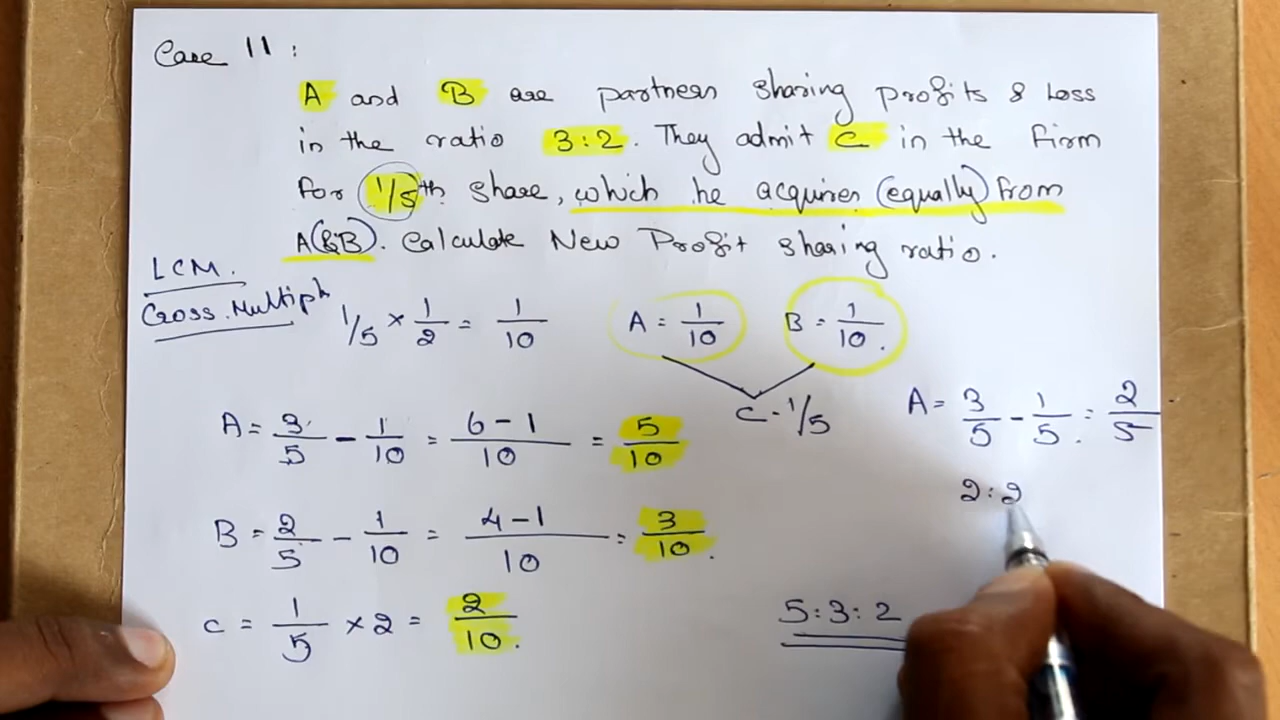 Case 11 :
A and B are partners sharing profits & Loss
in the ratio 3:2. They admit C in the firm
for 1/5th share, which he acquires (equally) from
A(&B). Calculate New Profit sharing ratio.
LCM.
Cross Multiply
1/5 × 1/2 = 1/10
A = 1/10
B = 1/10.
C - 1/5
A = 3/5 - 1/10 = 6-1/10 = 5/10
A = 3/5 - 1/5 = 2/5
2:2
B = 2/5 - 1/10 = 4-1/10 = 3/10.
C = 1/5 × 2 = 2/10.
5:3:2